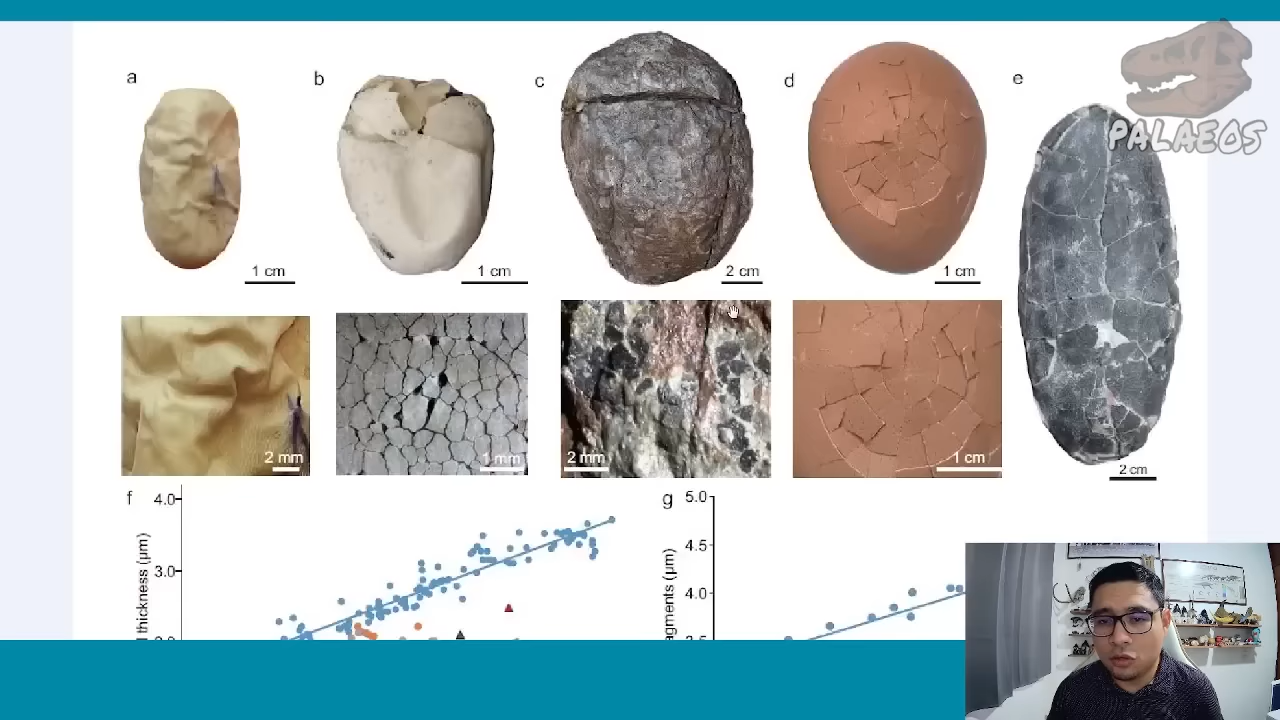 a
b
c
d
e
PALAEOS
1 cm
1 cm
2 cm
1 cm
2 mm
1 mm
2 mm
1 cm
2 cm
f
4.0
3.0
thickness (µm)
g
5.0
4.5
4.0
agments (µm)